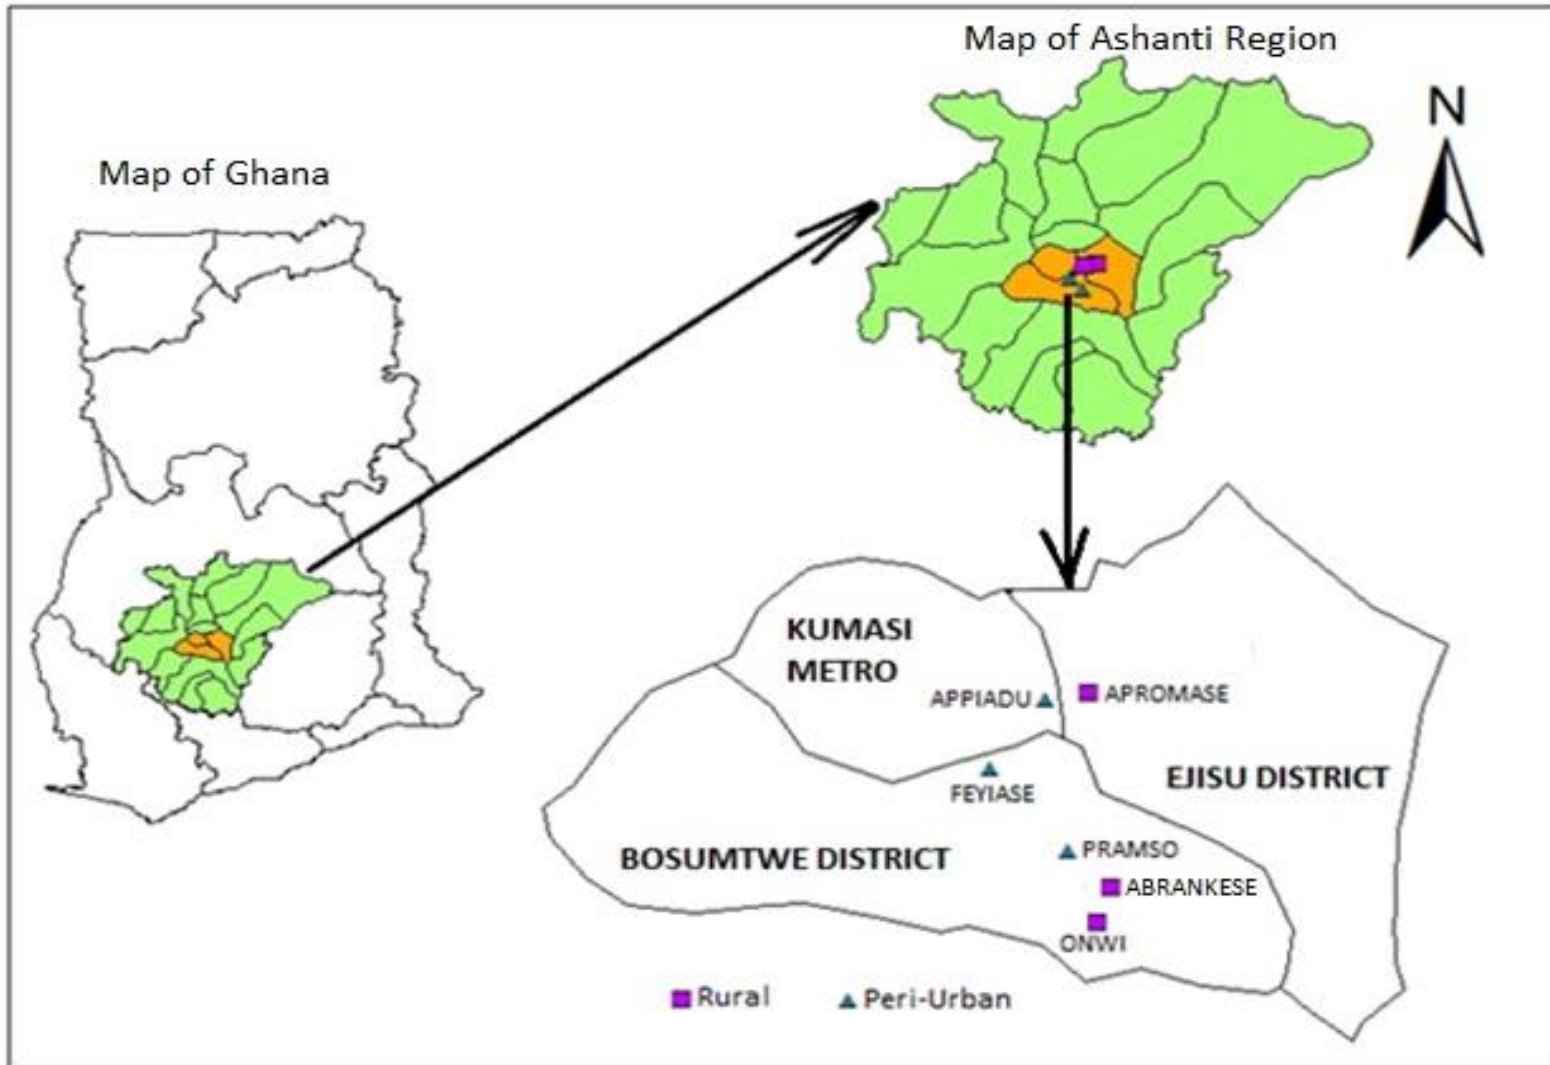 Map of Ashanti Region
N
Map of Ghana
KUMASI
METRO
APPIADU
APROMASE
FEYIASE
EJISU DISTRICT
BOSUMTWE DISTRICT
PRAMSO
ABRANKESE
ONWI
Rural
Peri-Urban